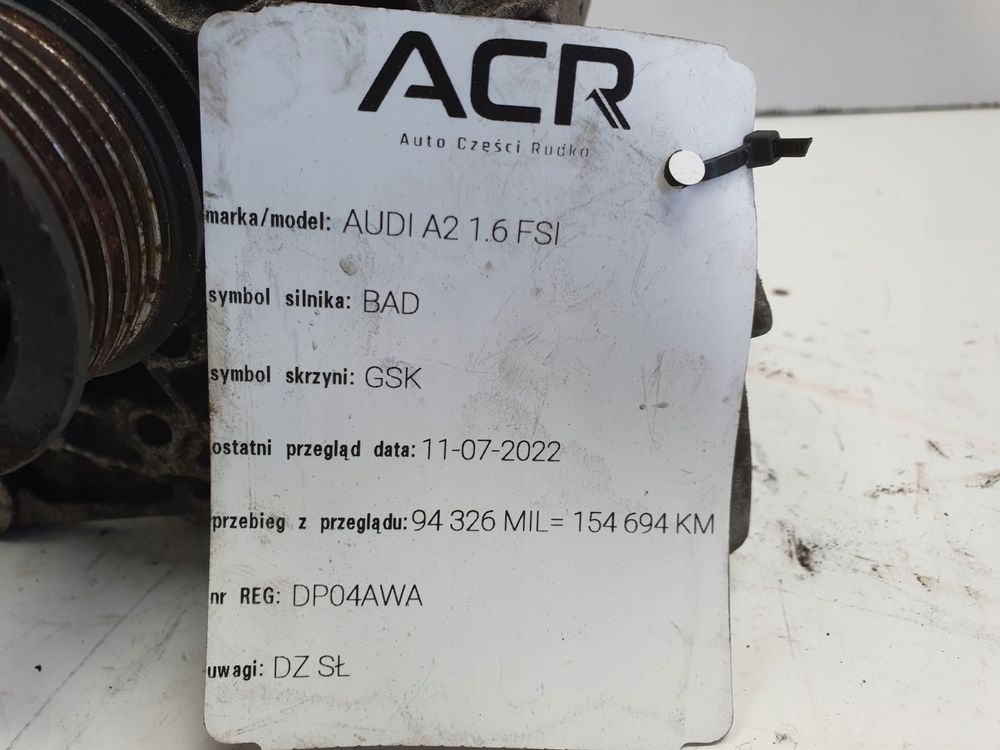 ACR
Auto Części Rudka
marka/model: AUDI A2 1.6 FSI
symbol silnika: BAD
symbol skrzyni: GSK
ostatni przegląd data: 11-07-2022
przebieg z przeglądu: 94 326 MIL= 154 694 KM
nr REG: DP04AWA
uwagi: DZ SŁ